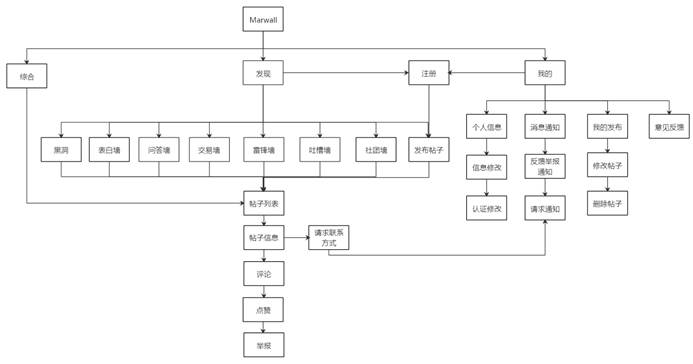 Marwall
综合
发现
注册
我的
黑洞
表白墙
问答墙
交易墙
雷锋墙
吐槽墙
社团墙
发布帖子
个人信息
消息通知
我的发布
意见反馈
信息修改
反馈举报
通知
修改帖子
认证修改
请求通知
删除帖子
帖子列表
帖子信息
请求联系
方式
评论
点赞
举报